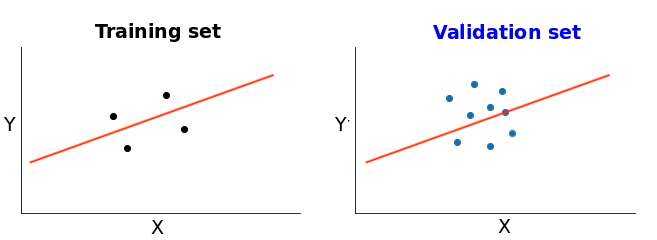 Training set
Validation set
Y
Y'
X
X